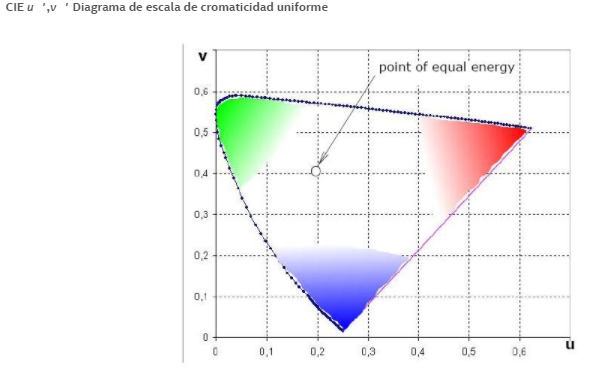 CIE u ′,v ′ Diagrama de escala de cromaticidad uniforme
v
point of equal energy
0,6
0,5
0,4
0,3
0,2
0,1
0
u
0 0,1 0,2 0,3 0,4 0,5 0,6